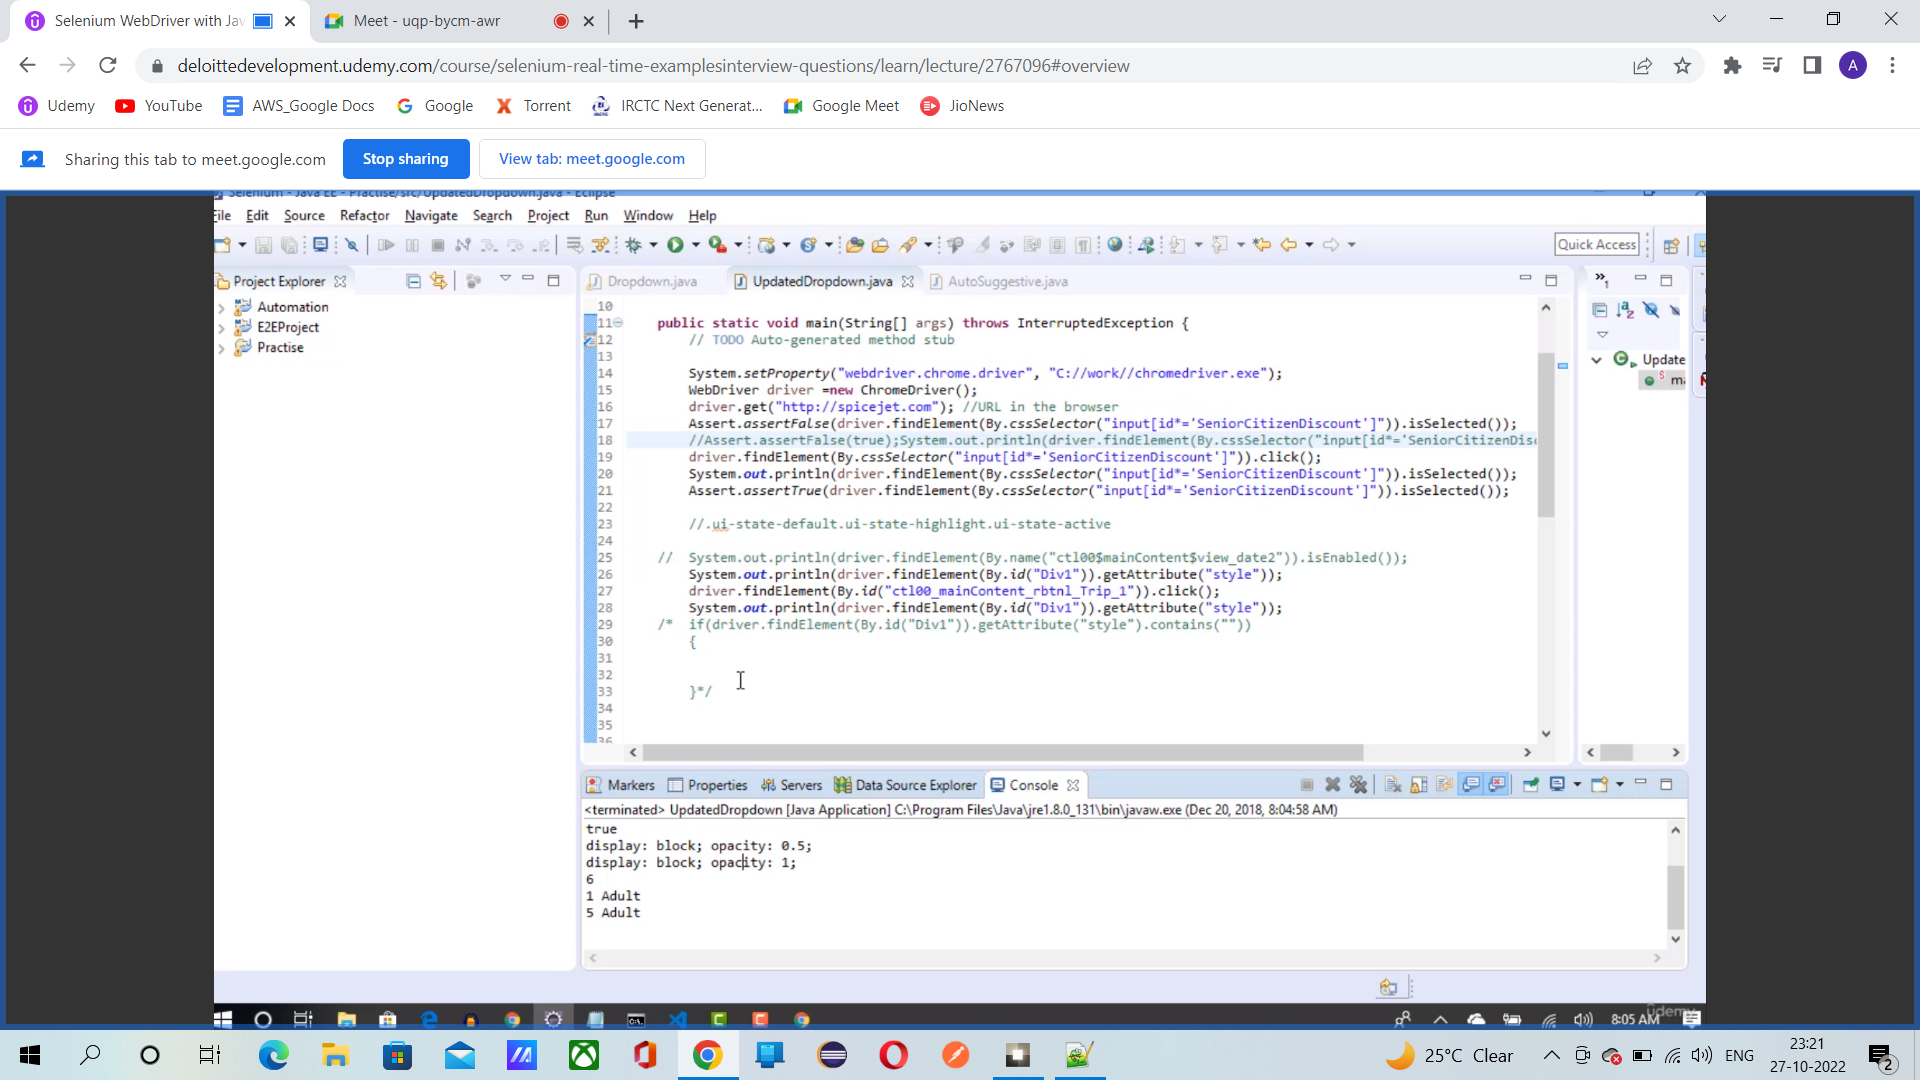 Selenium WebDriver with Jav
Meet - uqp-bycm-awr
deloittedevelopment.udemy.com/course/selenium-real-time-examplesinterview-questions/learn/lecture/2767096#overview
A
Udemy YouTube AWS_Google Docs Google Torrent IRCTC Next Generat... Google Meet JioNews
Sharing this tab to meet.google.com Stop sharing View tab: meet.google.com
Selenium - Java EE - Practise/src/UpdatedDropdown.java - Eclipse
File Edit Source Refactor Navigate Search Project Run Window Help
Quick Access
Project Explorer
Dropdown.java UpdatedDropdown.java AutoSuggestive.java
Automation
E2EProject
Practise
Update
ma
10
11 public static void main(String[] args) throws InterruptedException {
12 // TODO Auto-generated method stub
13
14 System.setProperty("webdriver.chrome.driver", "C://work//chromedriver.exe");
15 WebDriver driver =new ChromeDriver();
16 driver.get("http://spicejet.com"); //URL in the browser
17 Assert.assertFalse(driver.findElement(By.cssSelector("input[id*='SeniorCitizenDiscount']")).isSelected());
18 //Assert.assertFalse(true);System.out.println(driver.findElement(By.cssSelector("input[id*='SeniorCitizenDisc
19 driver.findElement(By.cssSelector("input[id*='SeniorCitizenDiscount']")).click();
20 System.out.println(driver.findElement(By.cssSelector("input[id*='SeniorCitizenDiscount']")).isSelected());
21 Assert.assertTrue(driver.findElement(By.cssSelector("input[id*='SeniorCitizenDiscount']")).isSelected());
22
23 //.ui-state-default.ui-state-highlight.ui-state-active
24
25 // System.out.println(driver.findElement(By.name("ctl00$mainContent$view_date2")).isEnabled());
26 System.out.println(driver.findElement(By.id("Div1")).getAttribute("style"));
27 driver.findElement(By.id("ctl00_mainContent_rbtnl_Trip_1")).click();
28 System.out.println(driver.findElement(By.id("Div1")).getAttribute("style"));
29 /* if(driver.findElement(By.id("Div1")).getAttribute("style").contains(""))
30 {
31
32
33 }*/
34
35
36
Markers Properties Servers Data Source Explorer Console
<terminated> UpdatedDropdown [Java Application] C:\Program Files\Java\jre1.8.0_131\bin\javaw.exe (Dec 20, 2018, 8:04:58 AM)
true
display: block; opacity: 0.5;
display: block; opacity: 1;
6
1 Adult
5 Adult
8:05 AM
ûdemy
25°C Clear
ENG
23:21
27-10-2022
2